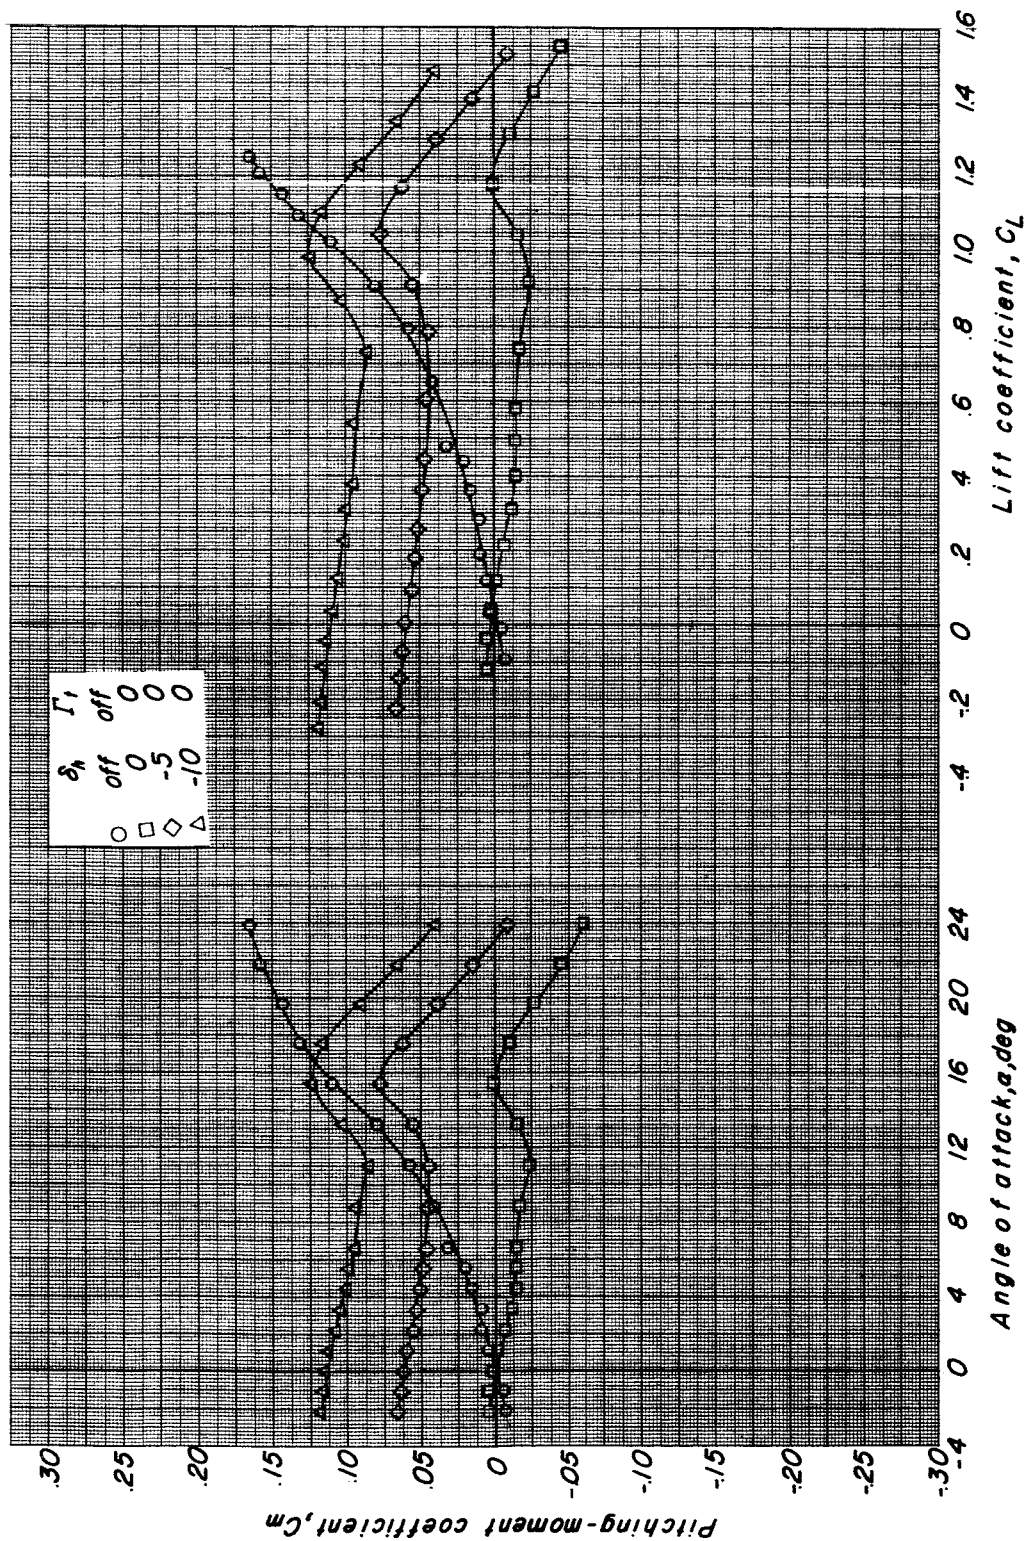 δh Γt
off off
0 0
-5 0
-10 0
.30
.25
.20
.15
.10
.05
0
-.05
-.10
-.15
-.20
-.25
-.30
Pitching-moment coefficient, Cm
-4 0 4 8 12 16 20 24
Angle of attack, a, deg
-.4 -.2 0 .2 .4 .6 .8 1.0 1.2 1.4 1.6
Lift coefficient, CL